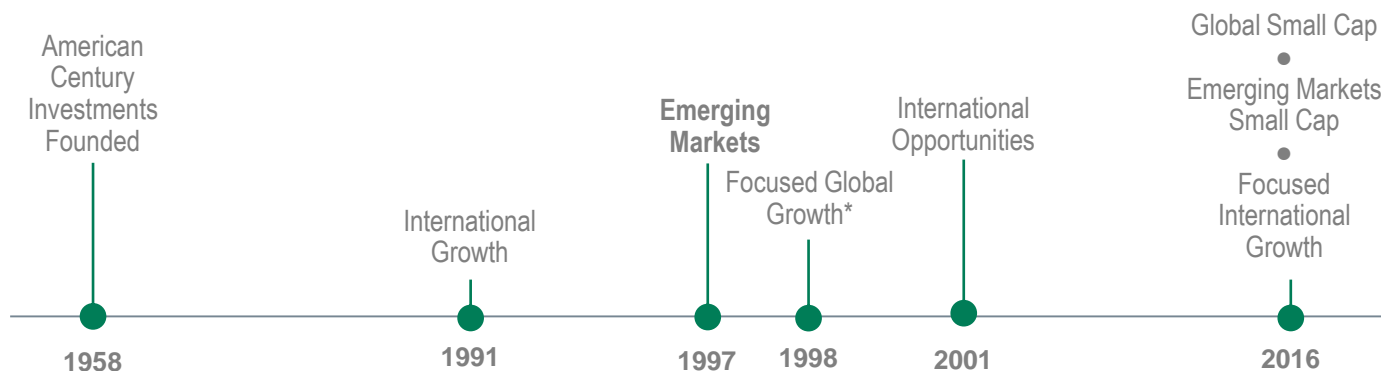 American
Century
Investments
Founded
1958
International
Growth
1991
Emerging
Markets
1997
Focused Global
Growth*
1998
International
Opportunities
2001
Global Small Cap
●
Emerging Markets
Small Cap
●
Focused
International
Growth
2016